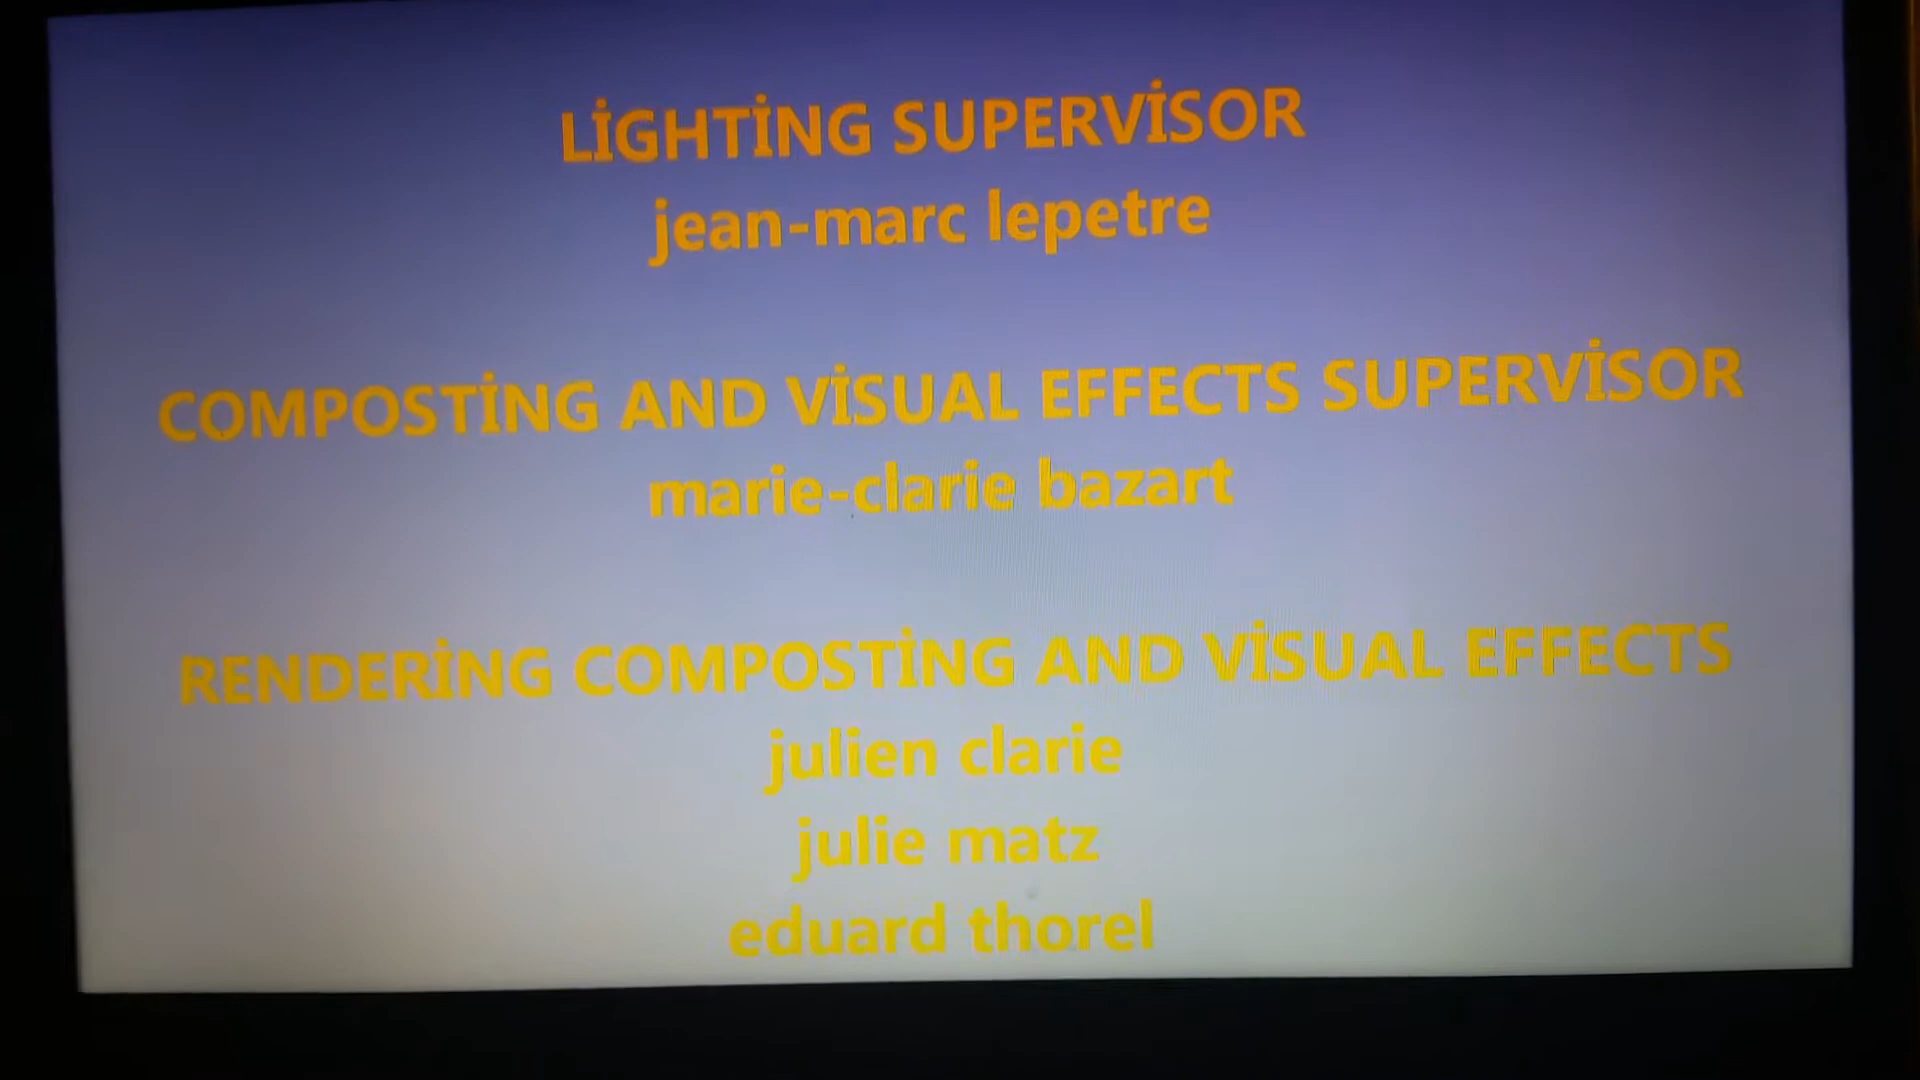 LİGHTİNG SUPERVİSOR
jean-marc lepetre
COMPOSTİNG AND VİSUAL EFFECTS SUPERVİSOR
marie-clarie bazart
RENDERİNG COMPOSTİNG AND VİSUAL EFFECTS
julien clarie
julie matz
eduard thorel